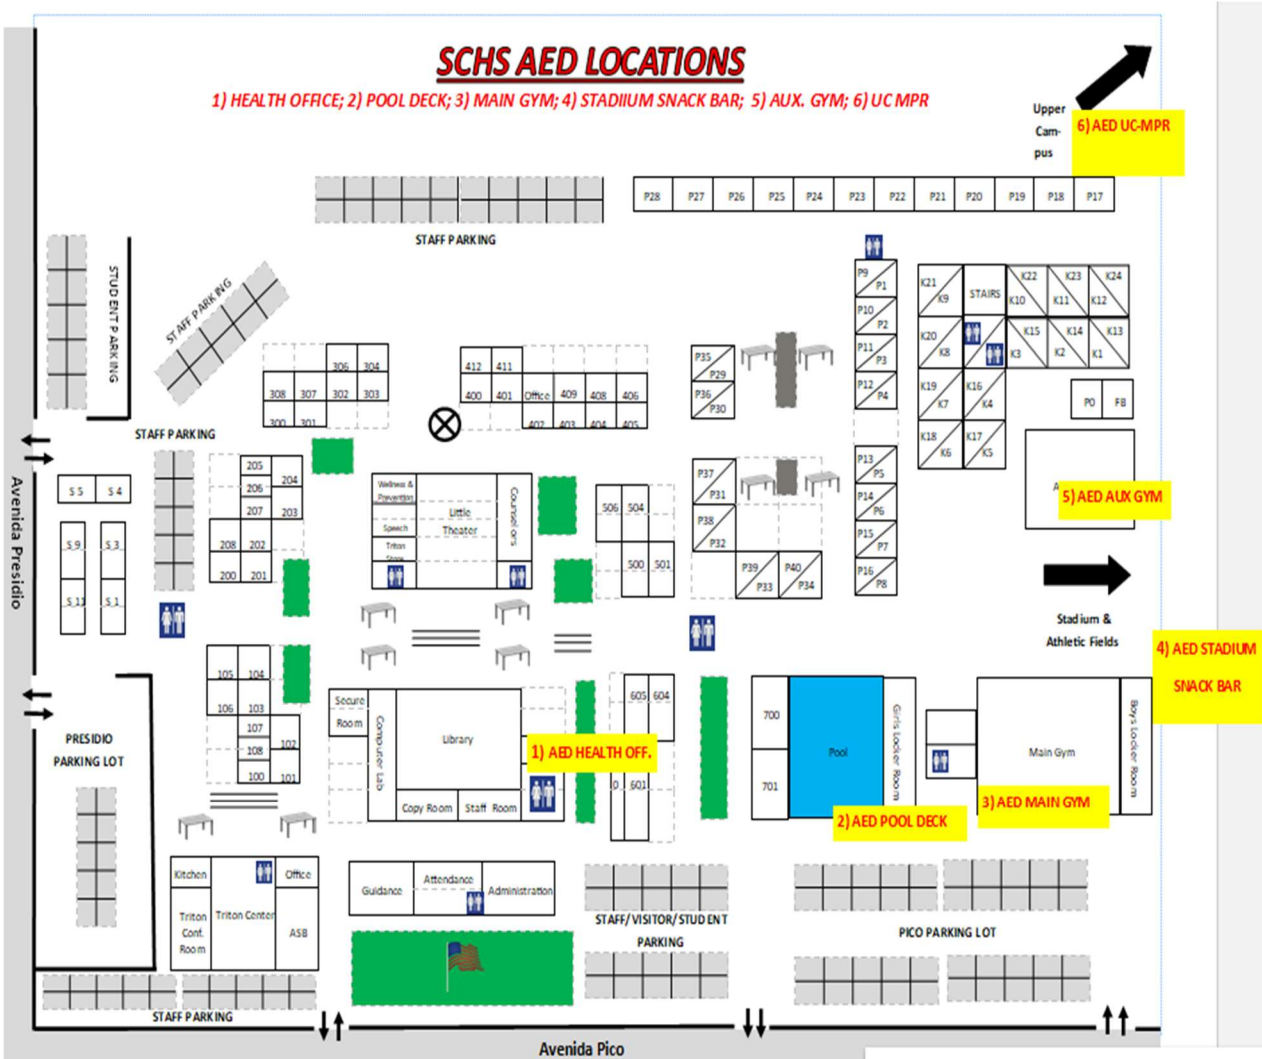 SCHS AED LOCATIONS
1) HEALTH OFFICE; 2) POOL DECK; 3) MAIN GYM; 4) STADIIUM SNACK BAR; 5) AUX. GYM; 6) UC MPR
Upper
Cam-
pus
6) AED UC-MPR
P28 P27 P26 P25 P24 P23 P22 P21 P20 P19 P18 P17
STAFF PARKING
STUDENT PARKING
STAFF PARKING
STAFF PARKING
P9 P1
P10 P2
P11 P3
P12 P4
K21 K9 STAIRS K22 K10 K23 K11 K24 K12
K20 K8 K15 K3 K14 K2 K13 K1
K19 K7 K16 K4
K18 K6 K17 K5
P0 FB
306 304
308 307 302 303
300 301
412 411
400 401 Office 409 408 406
402 403 404 405
P35 P29
P36 P30
P37 P31
P38 P32
P39 P33 P40 P34
P13 P5
P14 P6
P15 P7
P16 P8
5) AED AUX GYM
Avenida Presidio
S 5 S 4
S 9 S 3
S 11 S 1
205
206 204
207 203
208 202
200 201
Wellness &
Prevention
Speech
Triton
Little
Theater
Counselors
506 504
500 501
Stadium &
Athletic Fields
4) AED STADIUM
SNACK BAR
105 104
106 103
107 102
108
100 101
PRESIDIO
PARKING LOT
Secure
Room
Computer Lab
Library
Copy Room Staff Room
1) AED HEALTH OFF.
605 604
601
700
701
Pool
Girls Locker Room
Main Gym
Boys Locker Room
2) AED POOL DECK
3) AED MAIN GYM
Kitchen Office
Triton
Conf.
Room
Triton Center
ASB
Guidance Attendance Administration
STAFF/VISITOR/STUDENT
PARKING
PICO PARKING LOT
STAFF PARKING
Avenida Pico